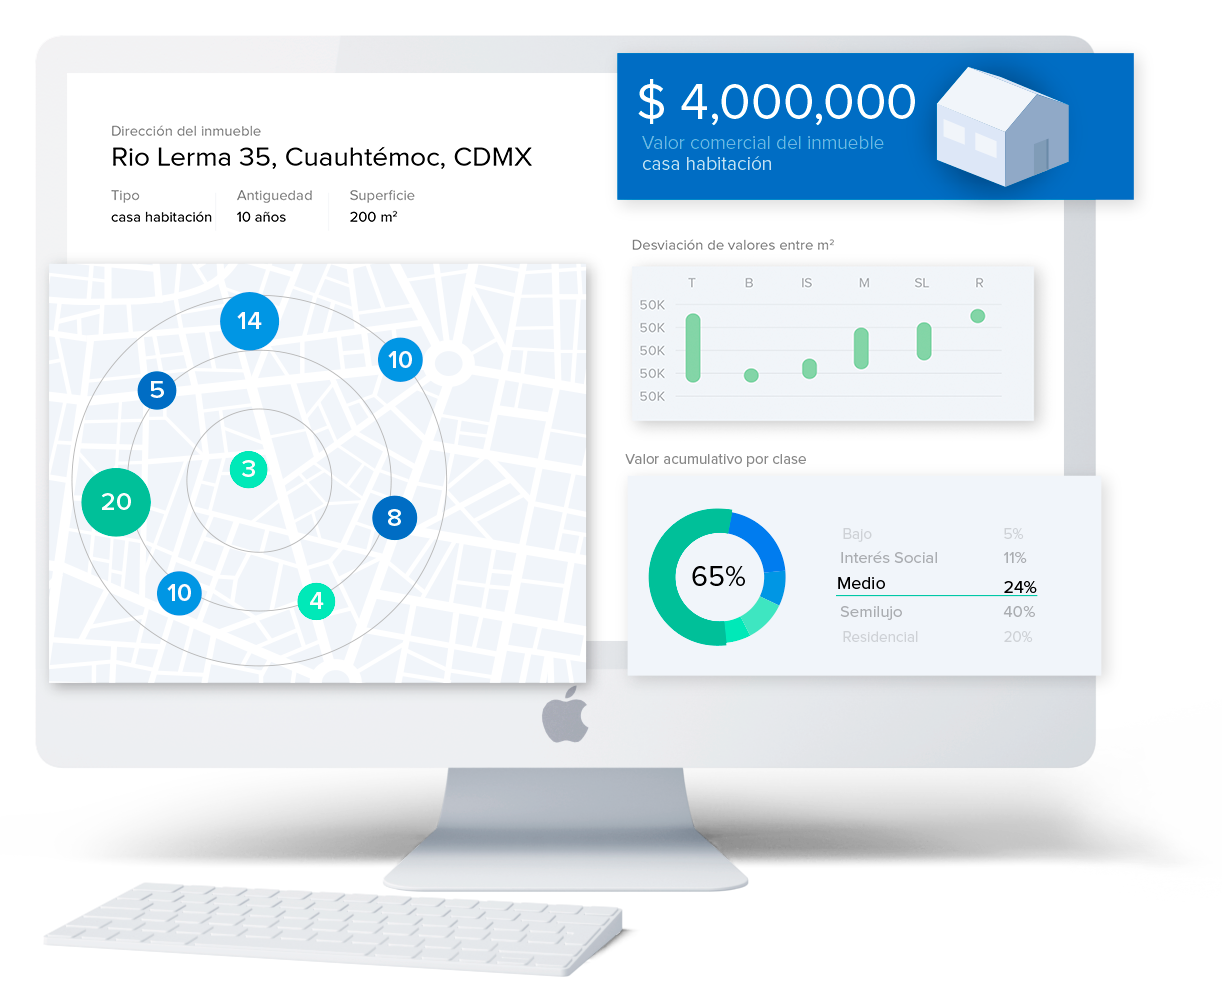 Dirección del inmueble
Rio Lerma 35, Cuauhtémoc, CDMX
Tipo
Antiguedad
Superficie
casa habitación
10 años
200 m²
$ 4,000,000
Valor comercial del inmueble
casa habitación
14
10
5
3
20
8
10
4
Desviación de valores entre m²
T B IS M SL R
50K
50K
50K
50K
50K
Valor acumulativo por clase
65%
Bajo 5%
Interés Social 11%
Medio 24%
Semilujo 40%
Residencial 20%